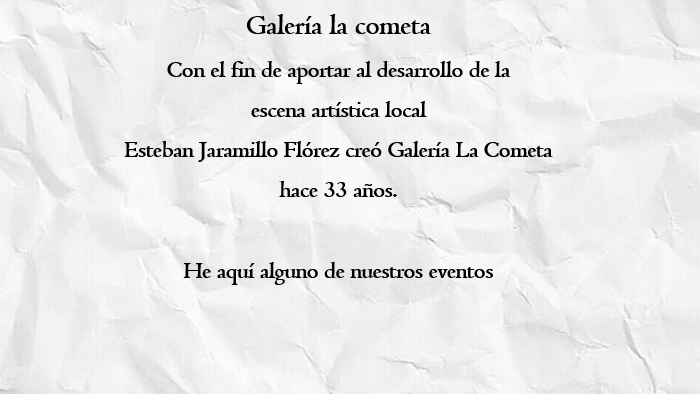 Galería la cometa
Con el fin de aportar al desarrollo de la
escena artística local
Esteban Jaramillo Flórez creó Galería La Cometa
hace 33 años.
He aquí alguno de nuestros eventos